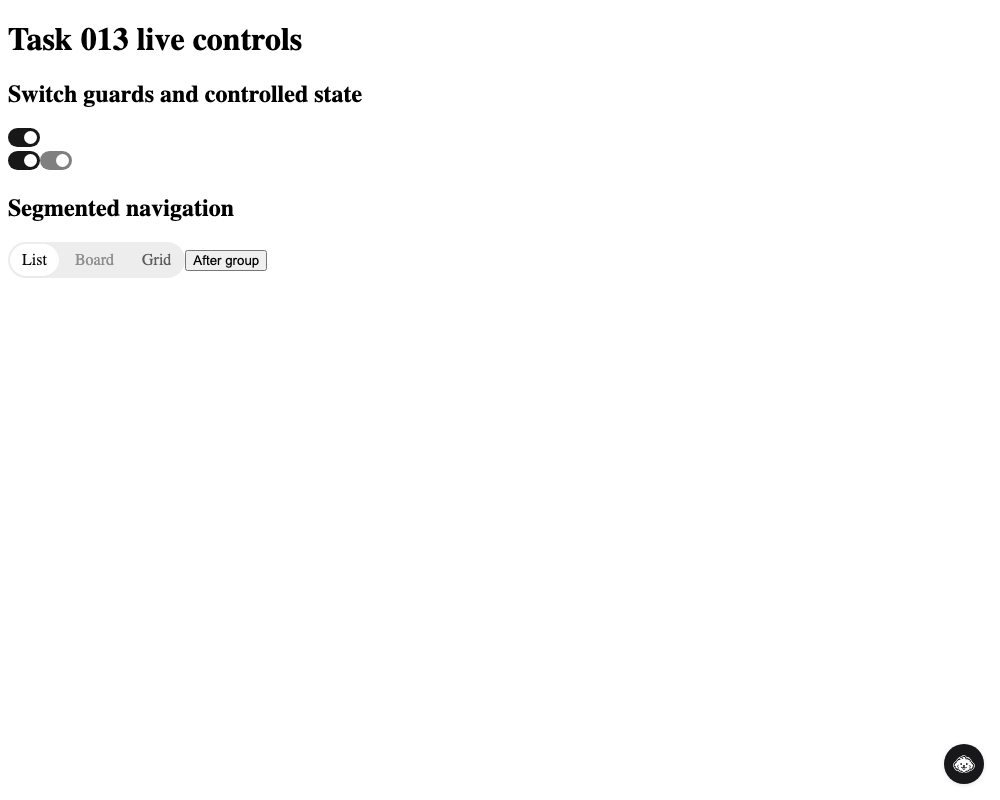 Task 013 live controls
Switch guards and controlled state
Segmented navigation
List Board Grid After group